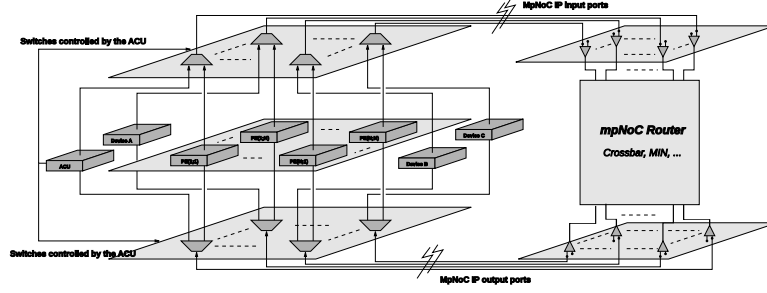 MpNoC IP input ports
Switches controlled by the ACU
Device A
Device C
mpNoC Router
Crossbar, MIN, ...
ACU
Device B
Switches controlled by the ACU
MpNoC IP output ports